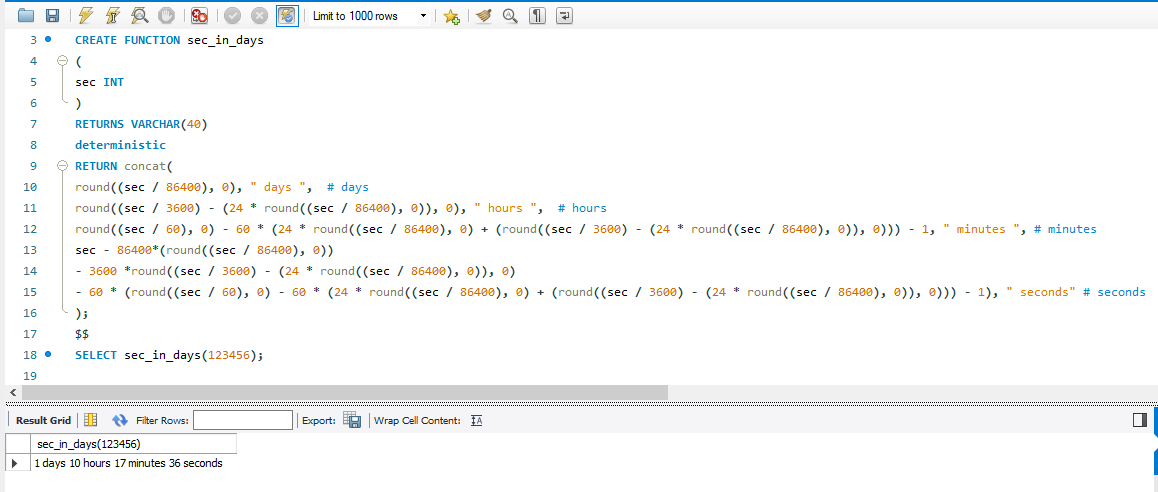 Limit to 1000 rows
3 CREATE FUNCTION sec_in_days
4 (
5 sec INT
6 )
7 RETURNS VARCHAR(40)
8 deterministic
9 RETURN concat(
10 round((sec / 86400), 0), " days ",  # days
11 round((sec / 3600) - (24 * round((sec / 86400), 0)), 0), " hours ",  # hours
12 round((sec / 60), 0) - 60 * (24 * round((sec / 86400), 0) + (round((sec / 3600) - (24 * round((sec / 86400), 0)), 0))) - 1, " minutes ", # minutes
13 sec - 86400*(round((sec / 86400), 0))
14 - 3600 *round((sec / 3600) - (24 * round((sec / 86400), 0)), 0)
15 - 60 * (round((sec / 60), 0) - 60 * (24 * round((sec / 86400), 0) + (round((sec / 3600) - (24 * round((sec / 86400), 0)), 0))) - 1), " seconds" # seconds
16 );
17 $$
18 SELECT sec_in_days(123456);
19
Result Grid Filter Rows: Export: Wrap Cell Content:
sec_in_days(123456)
1 days 10 hours 17 minutes 36 seconds